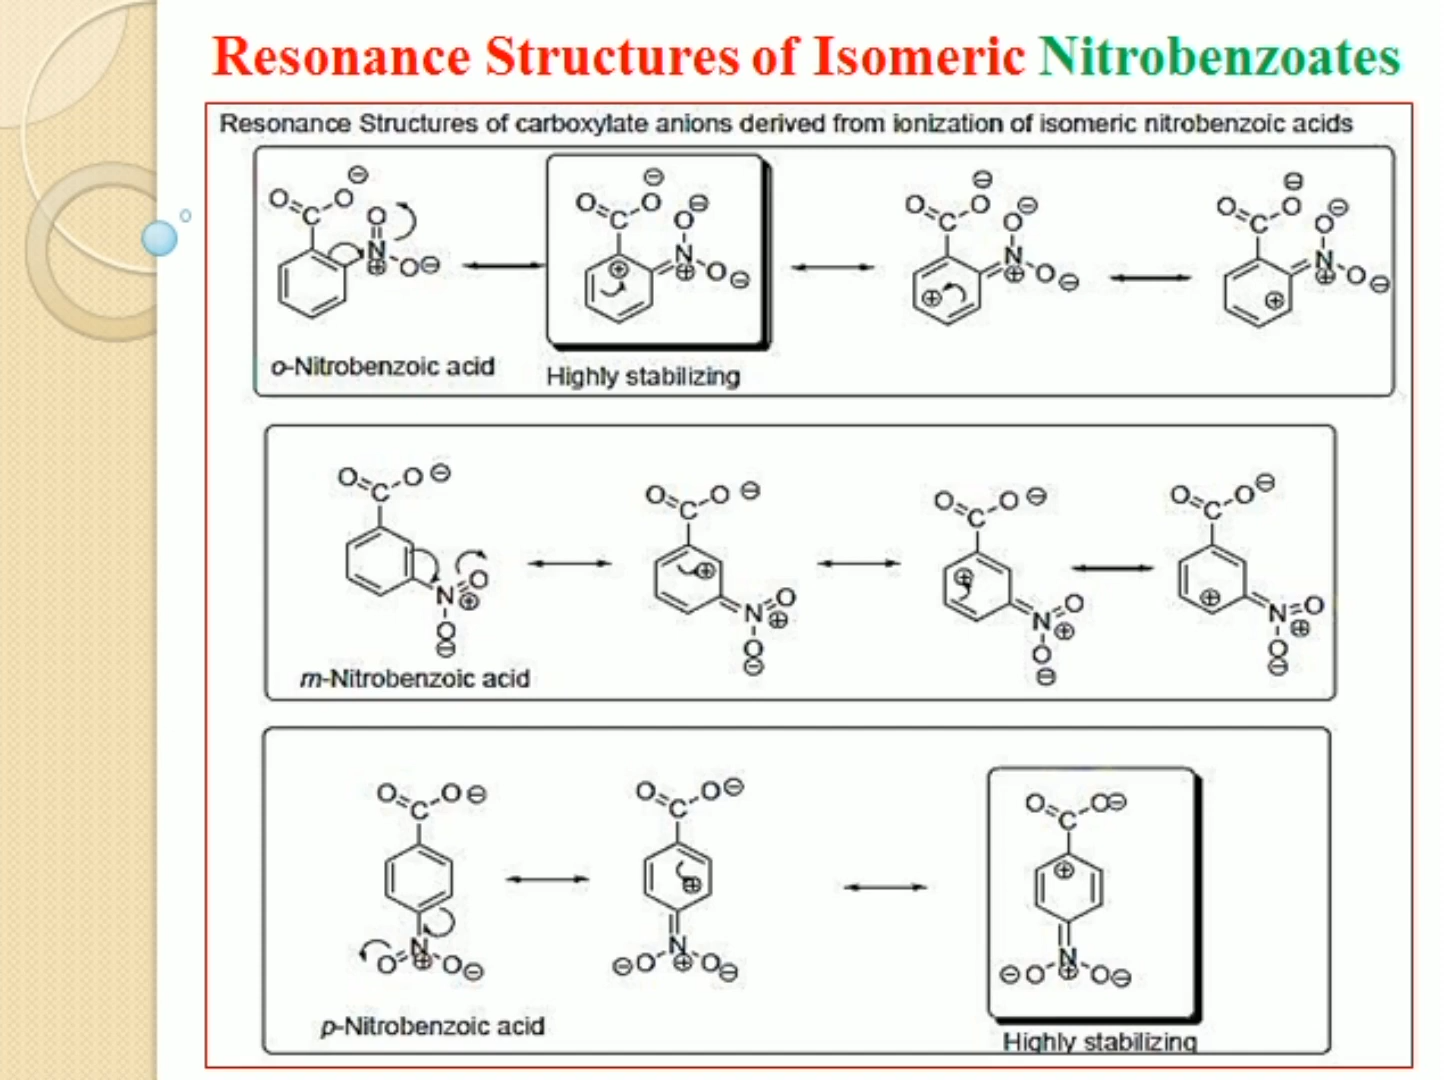 Resonance Structures of Isomeric Nitrobenzoates
Resonance Structures of carboxylate anions derived from ionization of isomeric nitrobenzoic acids
o-Nitrobenzoic acid
Highly stabilizing
m-Nitrobenzoic acid
p-Nitrobenzoic acid
Highly stabilizing